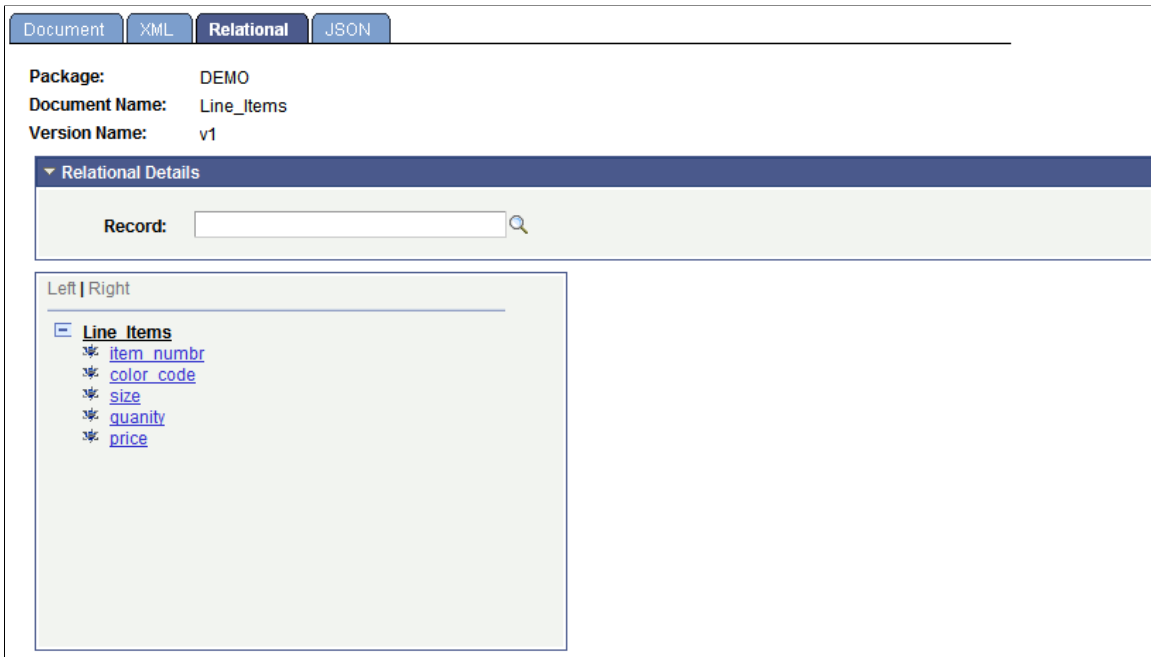 Document XML Relational JSON
Package: DEMO
Document Name: Line_Items
Version Name: v1
Relational Details
Record:
Left | Right
Line_Items
item_numbr
color_code
size
quanity
price